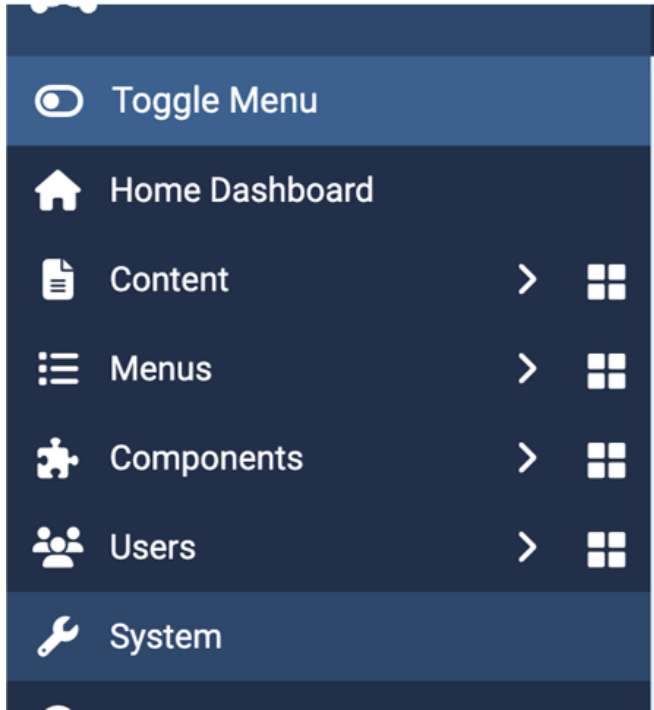 Toggle Menu
Home Dashboard
Content
Menus
Components
Users
System